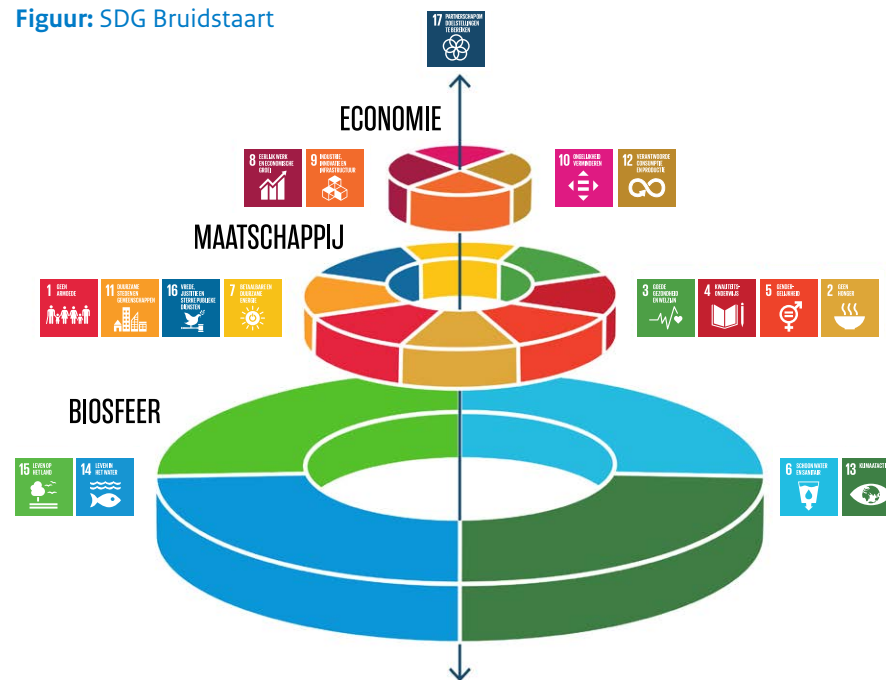 Figuur: SDG Bruidstaart
17 PARTNERSCHAP OM
DOELSTELLINGEN
TE BEREIKEN
ECONOMIE
8 EERLIJK WERK
EN ECONOMISCHE
GROEI
9 INDUSTRIE,
INNOVATIE EN
INFRASTRUCTUUR
10 ONGELIJKHEID
VERMINDEREN
12 VERANTWOORDE
CONSUMPTIE
EN PRODUCTIE
MAATSCHAPPIJ
1 GEEN
ARMOEDE
11 DUURZAME
STEDEN EN
GEMEENSCHAPPEN
16 VREDE,
JUSTITIE EN
STERKE PUBLIEKE
DIENSTEN
7 BETAALBARE EN
DUURZAME
ENERGIE
3 GOEDE
GEZONDHEID
EN WELZIJN
4 KWALITEITS-
ONDERWIJS
5 GENDER-
GELIJKHEID
2 GEEN
HONGER
BIOSFEER
15 LEVEN OP
HET LAND
14 LEVEN IN
HET WATER
6 SCHOON WATER
EN SANITAIR
13 KLIMAATACTIE